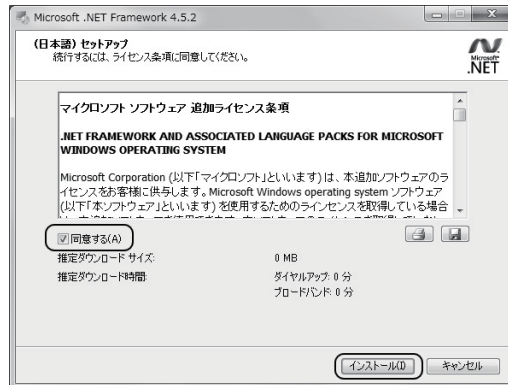 Microsoft .NET Framework 4.5.2
(日本語) セットアップ
続行するには、ライセンス条項に同意してください。
Microsoft
.NET
マイクロソフト ソフトウェア 追加ライセンス条項
.NET FRAMEWORK AND ASSOCIATED LANGUAGE PACKS FOR MICROSOFT
WINDOWS OPERATING SYSTEM
Microsoft Corporation (以下「マイクロソフト」といいます) は、本追加ソフトウェアのラ
イセンスをお客様に供与します。Microsoft Windows operating system ソフトウェア
(以下「本ソフトウェア」といいます) を使用するためのライセンスを取得している場合
同意する(A)
推定ダウンロード サイズ: 0 MB
推定ダウンロード時間: ダイヤルアップ: 0 分
ブロードバンド: 0 分
インストール(I)
キャンセル